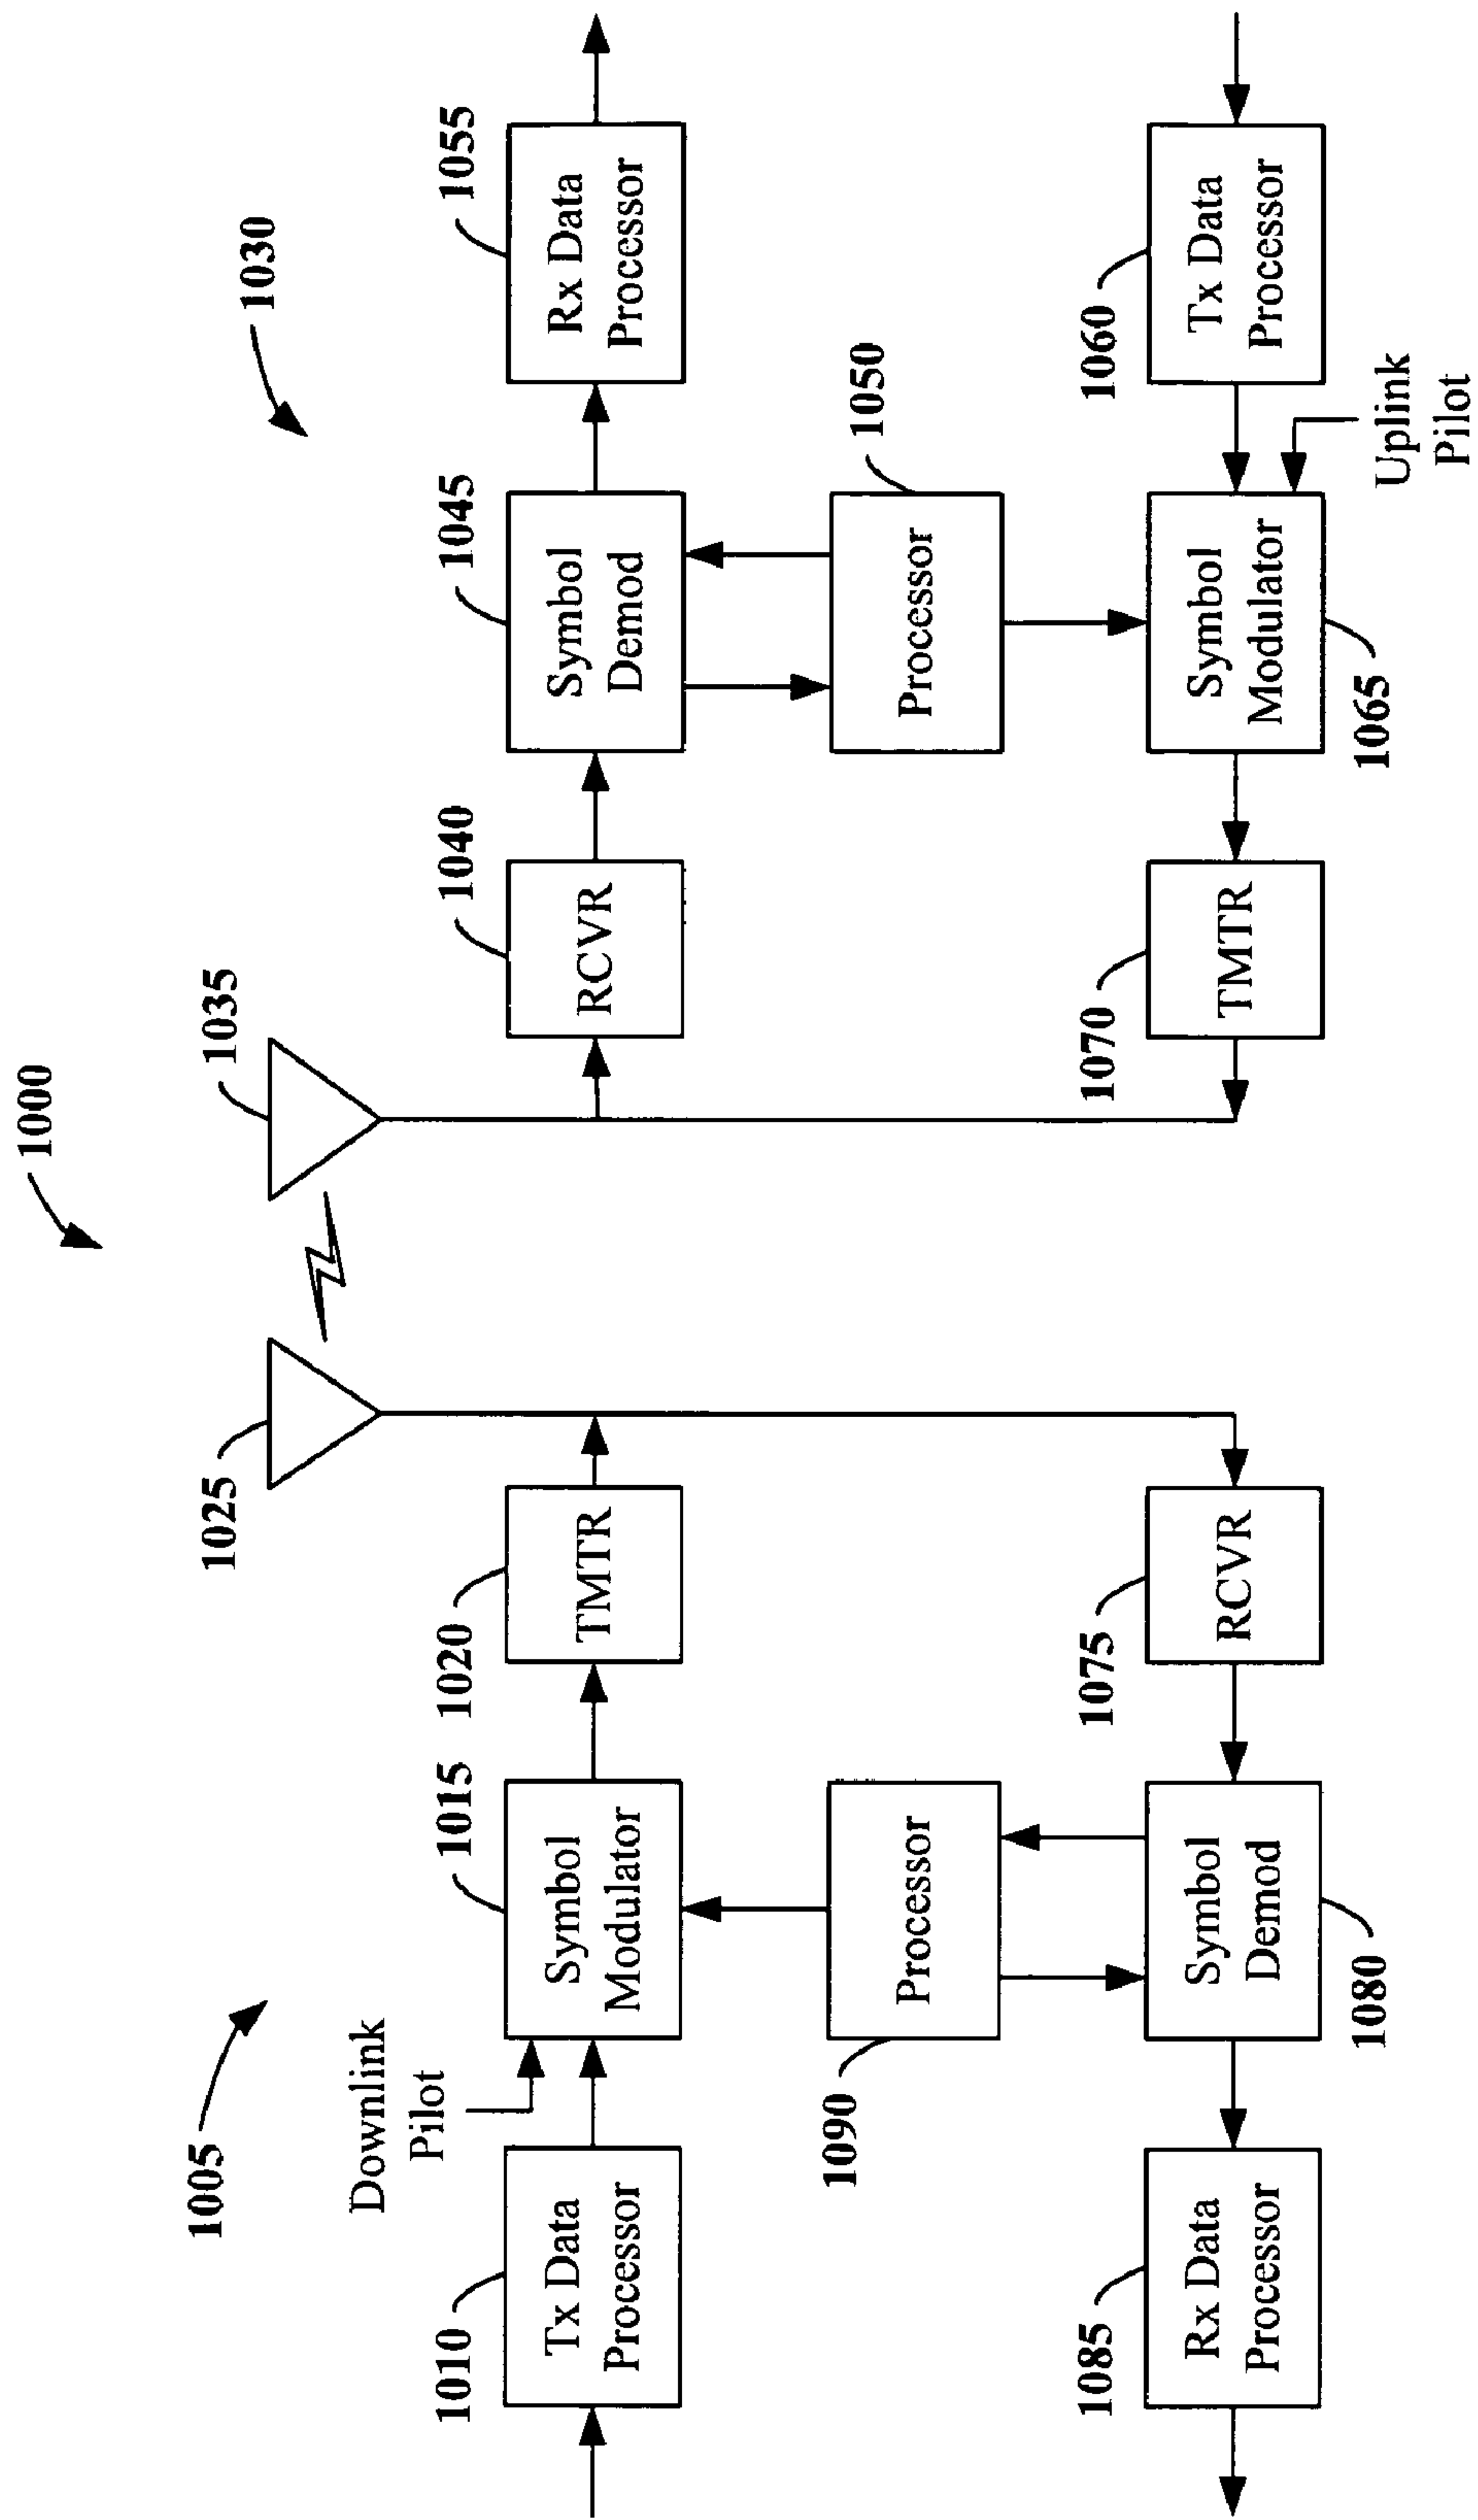 1000
1005
1025
1035
1030
Downlink
Pilot
1010
Tx Data
Processor
1015
Symbol
Modulator
1020
TMTR
1040
RCVR
1045
Symbol
Demod
1055
Rx Data
Processor
1090
Processor
1050
Processor
1085
Rx Data
Processor
1080
Symbol
Demod
1075
RCVR
1070
TMTR
1065
Symbol
Modulator
1060
Tx Data
Processor
Uplink
Pilot